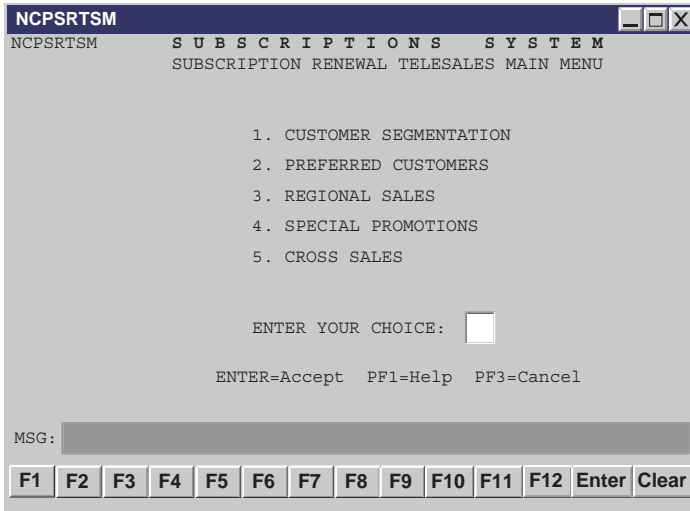 NCPSRTSM
NCPSRTSM S U B S C R I P T I O N S S Y S T E M
SUBSCRIPTION RENEWAL TELESALES MAIN MENU
1. CUSTOMER SEGMENTATION
2. PREFERRED CUSTOMERS
3. REGIONAL SALES
4. SPECIAL PROMOTIONS
5. CROSS SALES
ENTER YOUR CHOICE:
ENTER=Accept PF1=Help PF3=Cancel
MSG:
F1 F2 F3 F4 F5 F6 F7 F8 F9 F10 F11 F12 Enter Clear